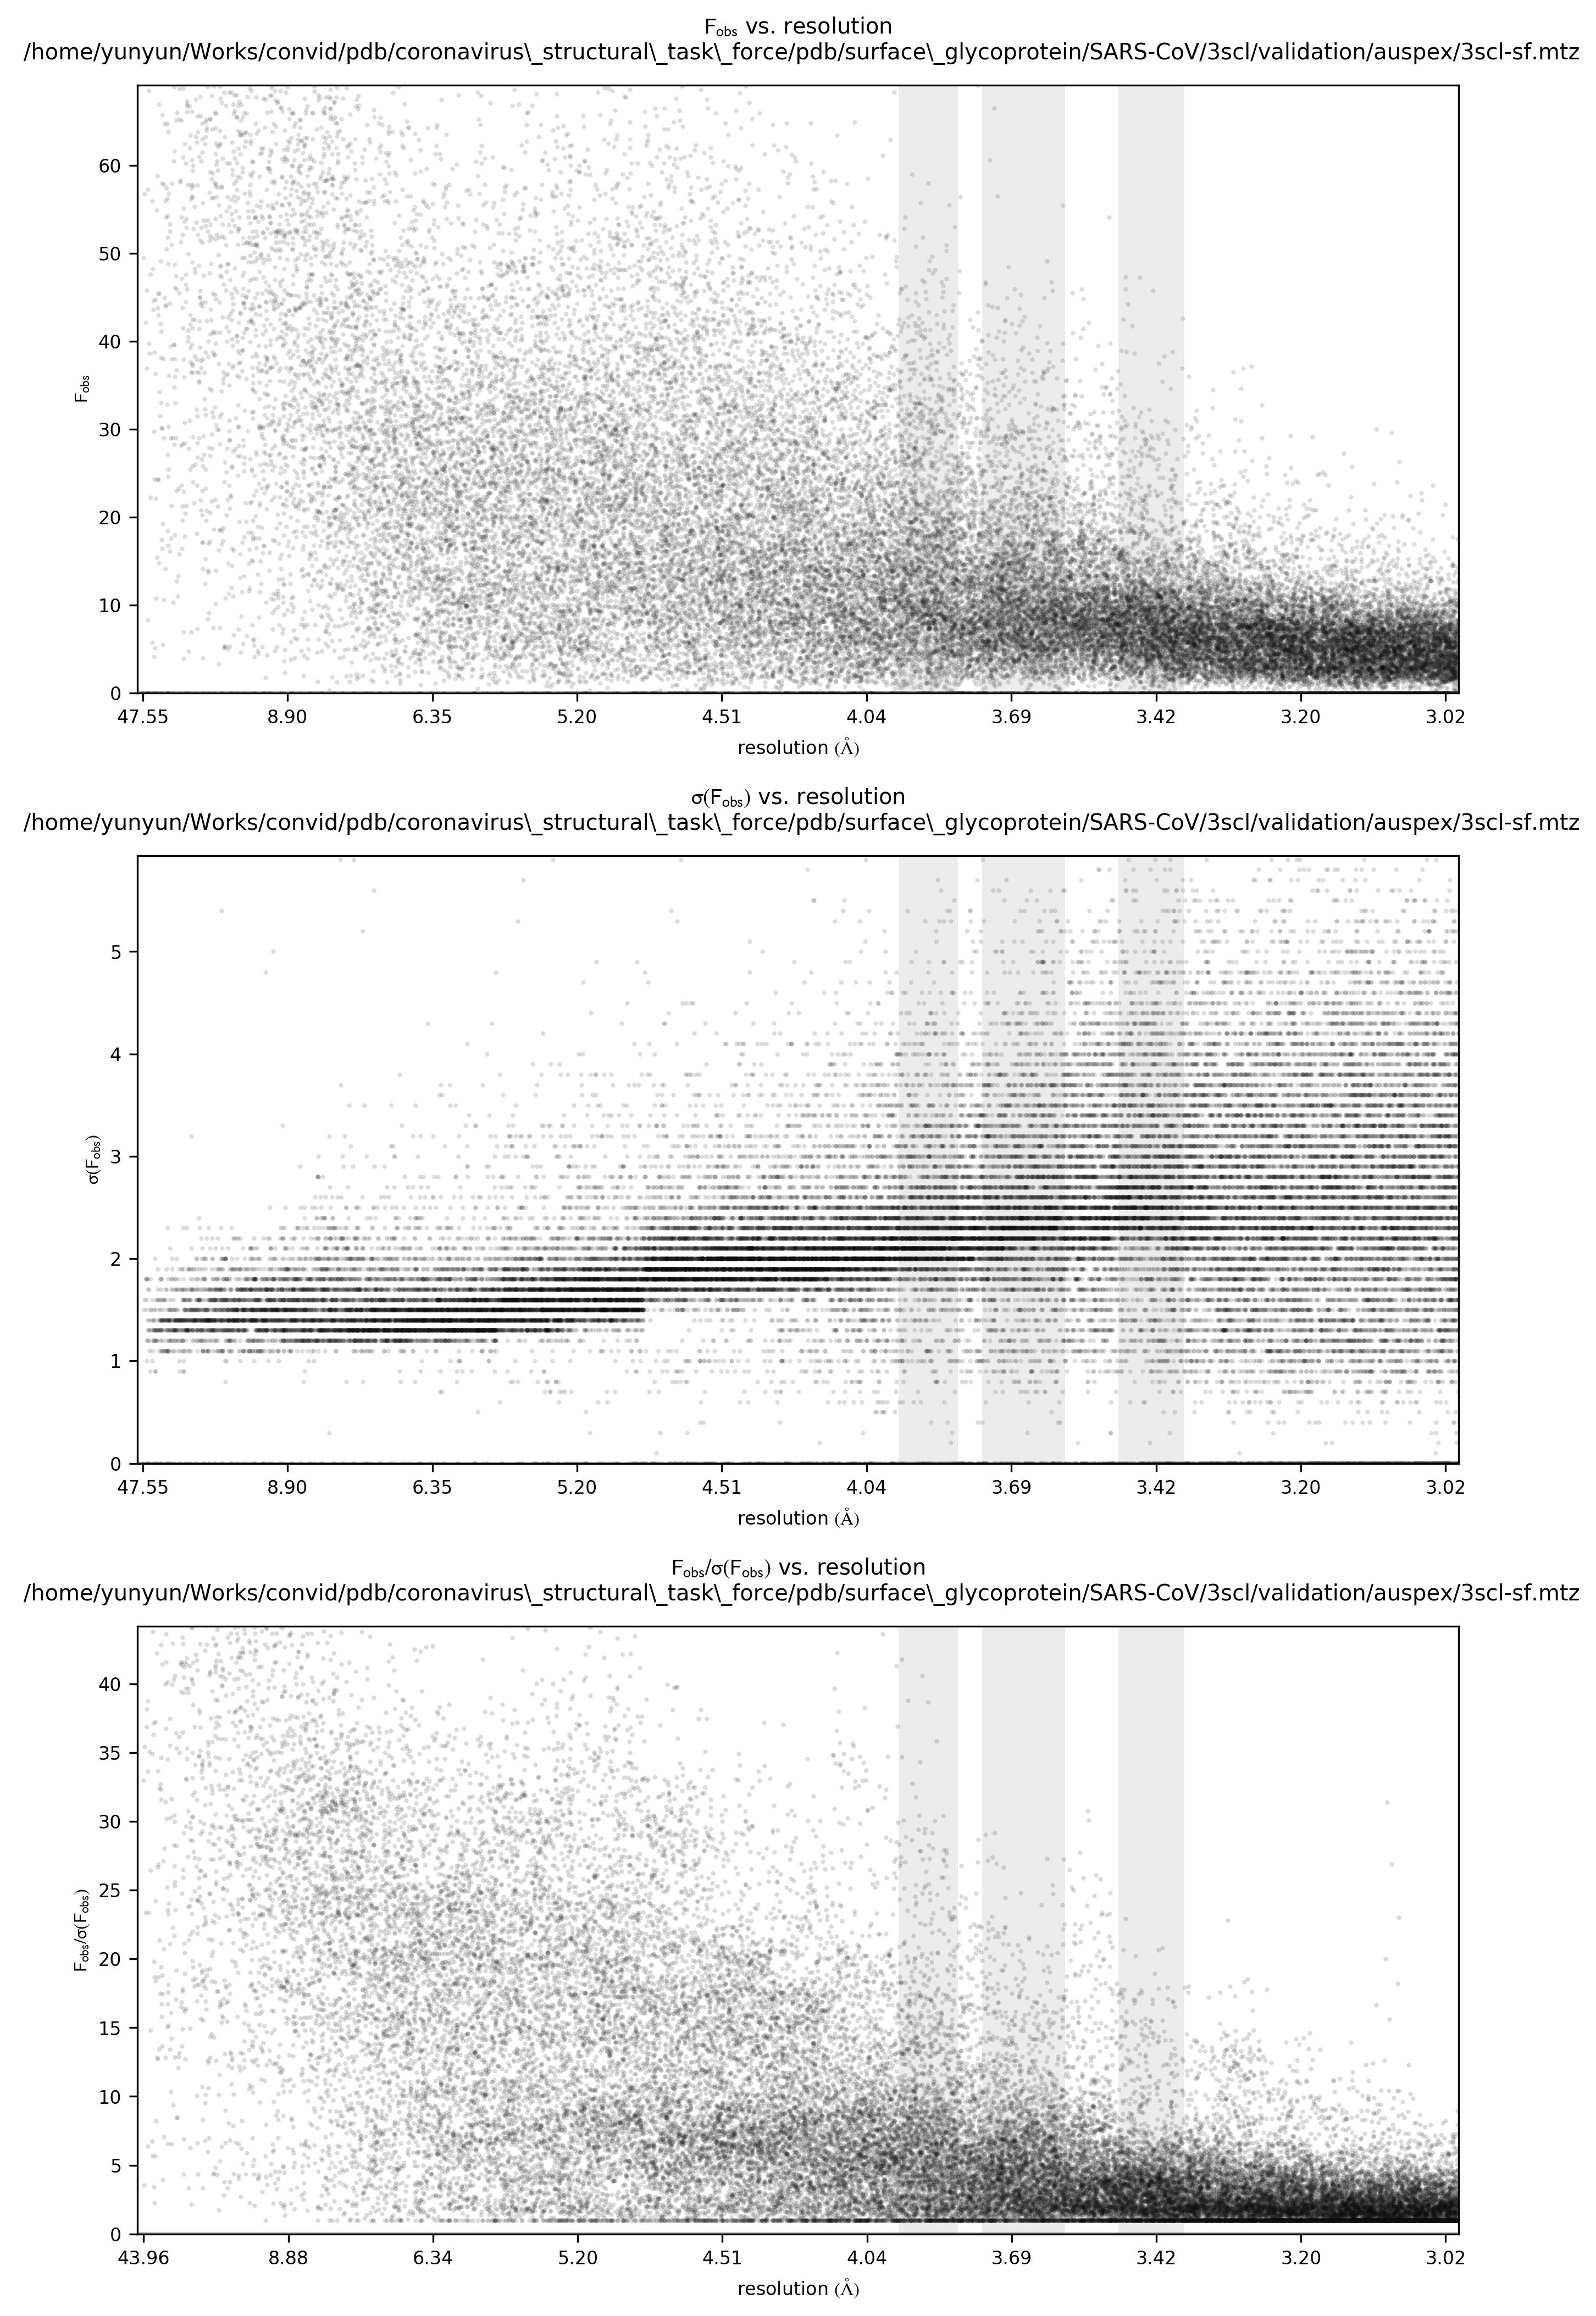 Fobs vs. resolution
/home/yunyun/Works/convid/pdb/coronavirus\_structural\_task\_force/pdb/surface\_glycoprotein/SARS-CoV/3scl/validation/auspex/3scl-sf.mtz
60
50
40
30
20
10
0
Fobs
47.55 8.90 6.35 5.20 4.51 4.04 3.69 3.42 3.20 3.02
resolution (Å)
σ(Fobs) vs. resolution
/home/yunyun/Works/convid/pdb/coronavirus\_structural\_task\_force/pdb/surface\_glycoprotein/SARS-CoV/3scl/validation/auspex/3scl-sf.mtz
5
4
3
2
1
0
σ(Fobs)
47.55 8.90 6.35 5.20 4.51 4.04 3.69 3.42 3.20 3.02
resolution (Å)
Fobs/σ(Fobs) vs. resolution
/home/yunyun/Works/convid/pdb/coronavirus\_structural\_task\_force/pdb/surface\_glycoprotein/SARS-CoV/3scl/validation/auspex/3scl-sf.mtz
40
35
30
25
20
15
10
5
0
Fobs/σ(Fobs)
43.96 8.88 6.34 5.20 4.51 4.04 3.69 3.42 3.20 3.02
resolution (Å)